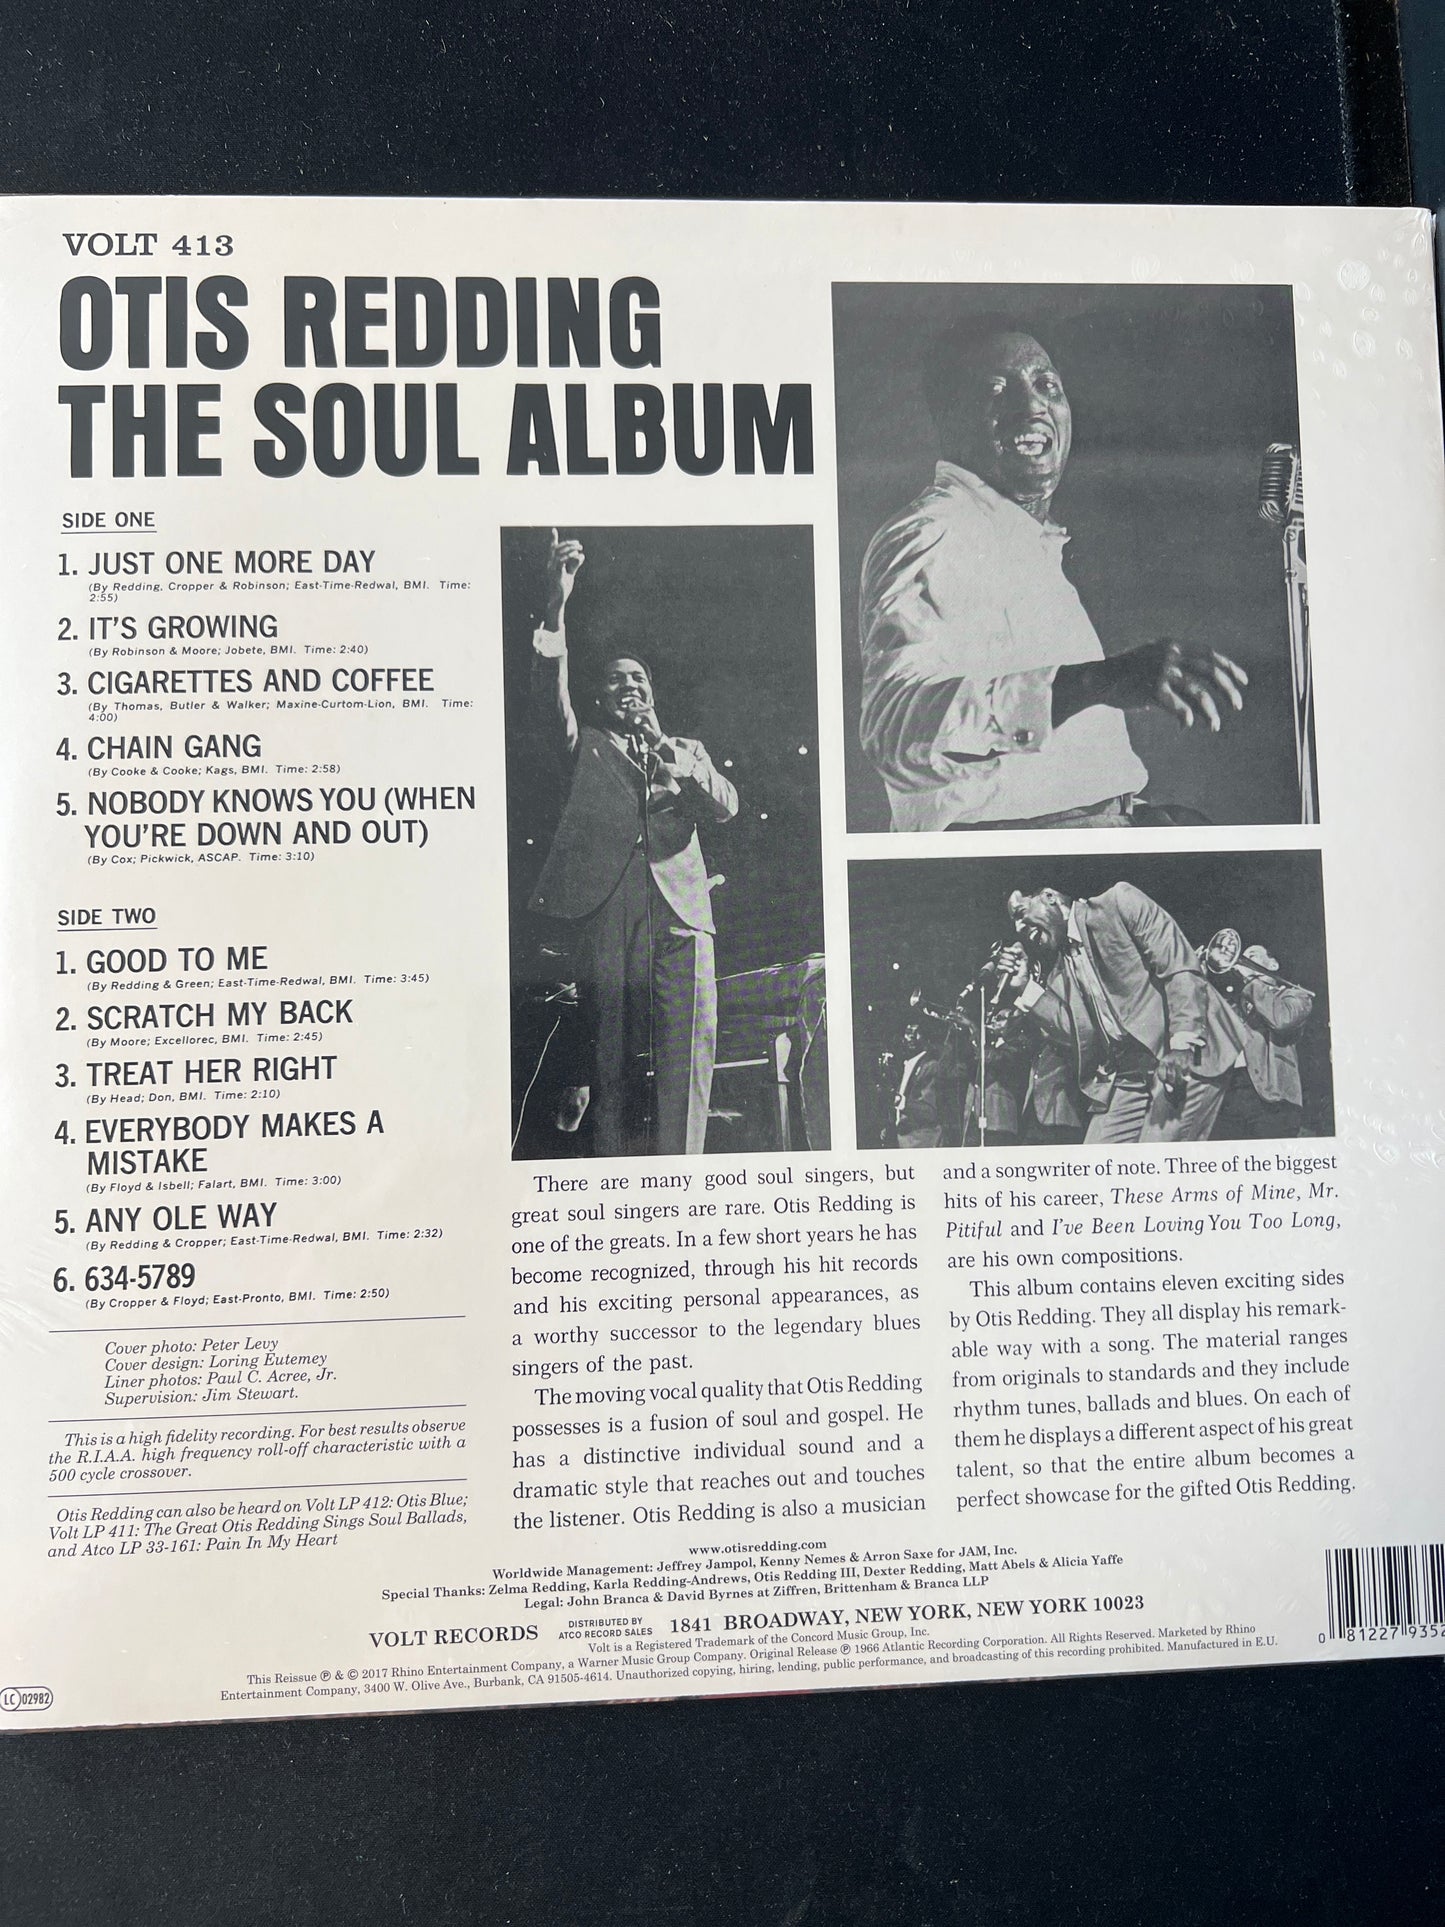 VOLT 413
OTIS REDDING
THE SOUL ALBUM
SIDE ONE
1. JUST ONE MORE DAY
(By Redding, Cropper & Robinson; East-Time-Redwal, BMI. Time:
2:55)
2. IT'S GROWING
(By Robinson & Moore; Jobete, BMI. Time: 2:40)
3. CIGARETTES AND COFFEE
(By Thomas, Butler & Walker; Maxine-Curtom-Lion, BMI. Time:
4:00)
4. CHAIN GANG
(By Cooke & Cooke; Kags, BMI. Time: 2:58)
5. NOBODY KNOWS YOU (WHEN
YOU'RE DOWN AND OUT)
(By Cox; Pickwick, ASCAP. Time: 3:10)
SIDE TWO
1. GOOD TO ME
(By Redding & Green; East-Time-Redwal, BMI. Time: 3:45)
2. SCRATCH MY BACK
(By Moore; Excellorec, BMI. Time: 2:45)
3. TREAT HER RIGHT
(By Head; Don, BMI. Time: 2:10)
4. EVERYBODY MAKES A
MISTAKE
(By Floyd & Isbell; Falart, BMI. Time: 3:00)
5. ANY OLE WAY
(By Redding & Cropper; East-Time-Redwal, BMI. Time: 2:32)
6. 634-5789
(By Cropper & Floyd; East-Pronto, BMI. Time: 2:50)
Cover photo: Peter Levy
Cover design: Loring Eutemey
Liner photos: Paul C. Acree, Jr.
Supervision: Jim Stewart.
This is a high fidelity recording. For best results observe
the R.I.A.A. high frequency roll-off characteristic with a
500 cycle crossover.
Otis Redding can also be heard on Volt LP 412: Otis Blue;
Volt LP 411: The Great Otis Redding Sings Soul Ballads,
and Atco LP 33-161: Pain In My Heart
There are many good soul singers, but
great soul singers are rare. Otis Redding is
one of the greats. In a few short years he has
become recognized, through his hit records
and his exciting personal appearances, as
a worthy successor to the legendary blues
singers of the past.
The moving vocal quality that Otis Redding
possesses is a fusion of soul and gospel. He
has a distinctive individual sound and a
dramatic style that reaches out and touches
the listener. Otis Redding is also a musician
and a songwriter of note. Three of the biggest
hits of his career, These Arms of Mine, Mr.
Pitiful and I've Been Loving You Too Long,
are his own compositions.
This album contains eleven exciting sides
by Otis Redding. They all display his remark-
able way with a song. The material ranges
from originals to standards and they include
rhythm tunes, ballads and blues. On each of
them he displays a different aspect of his great
talent, so that the entire album becomes a
perfect showcase for the gifted Otis Redding.
www.otisredding.com
Worldwide Management: Jeffrey Jampol, Kenny Nemes & Arron Saxe for JAM, Inc.
Special Thanks: Zelma Redding, Karla Redding-Andrews, Otis Redding III, Dexter Redding, Matt Abels & Alicia Yaffe
Legal: John Branca & David Byrnes at Ziffren, Brittenham & Branca LLP
VOLT RECORDS DISTRIBUTED BY ATCO RECORD SALES 1841 BROADWAY, NEW YORK, NEW YORK 10023
Volt is a Registered Trademark of the Concord Music Group, Inc.
This Reissue ℗ & © 2017 Rhino Entertainment Company, a Warner Music Group Company. Original Release ℗ 1966 Atlantic Recording Corporation. All Rights Reserved. Marketed by Rhino
Entertainment Company, 3400 W. Olive Ave., Burbank, CA 91505-4614. Unauthorized copying, hiring, lending, public performance, and broadcasting of this recording prohibited. Manufactured in E.U.
LC 02982
0 81227 9352